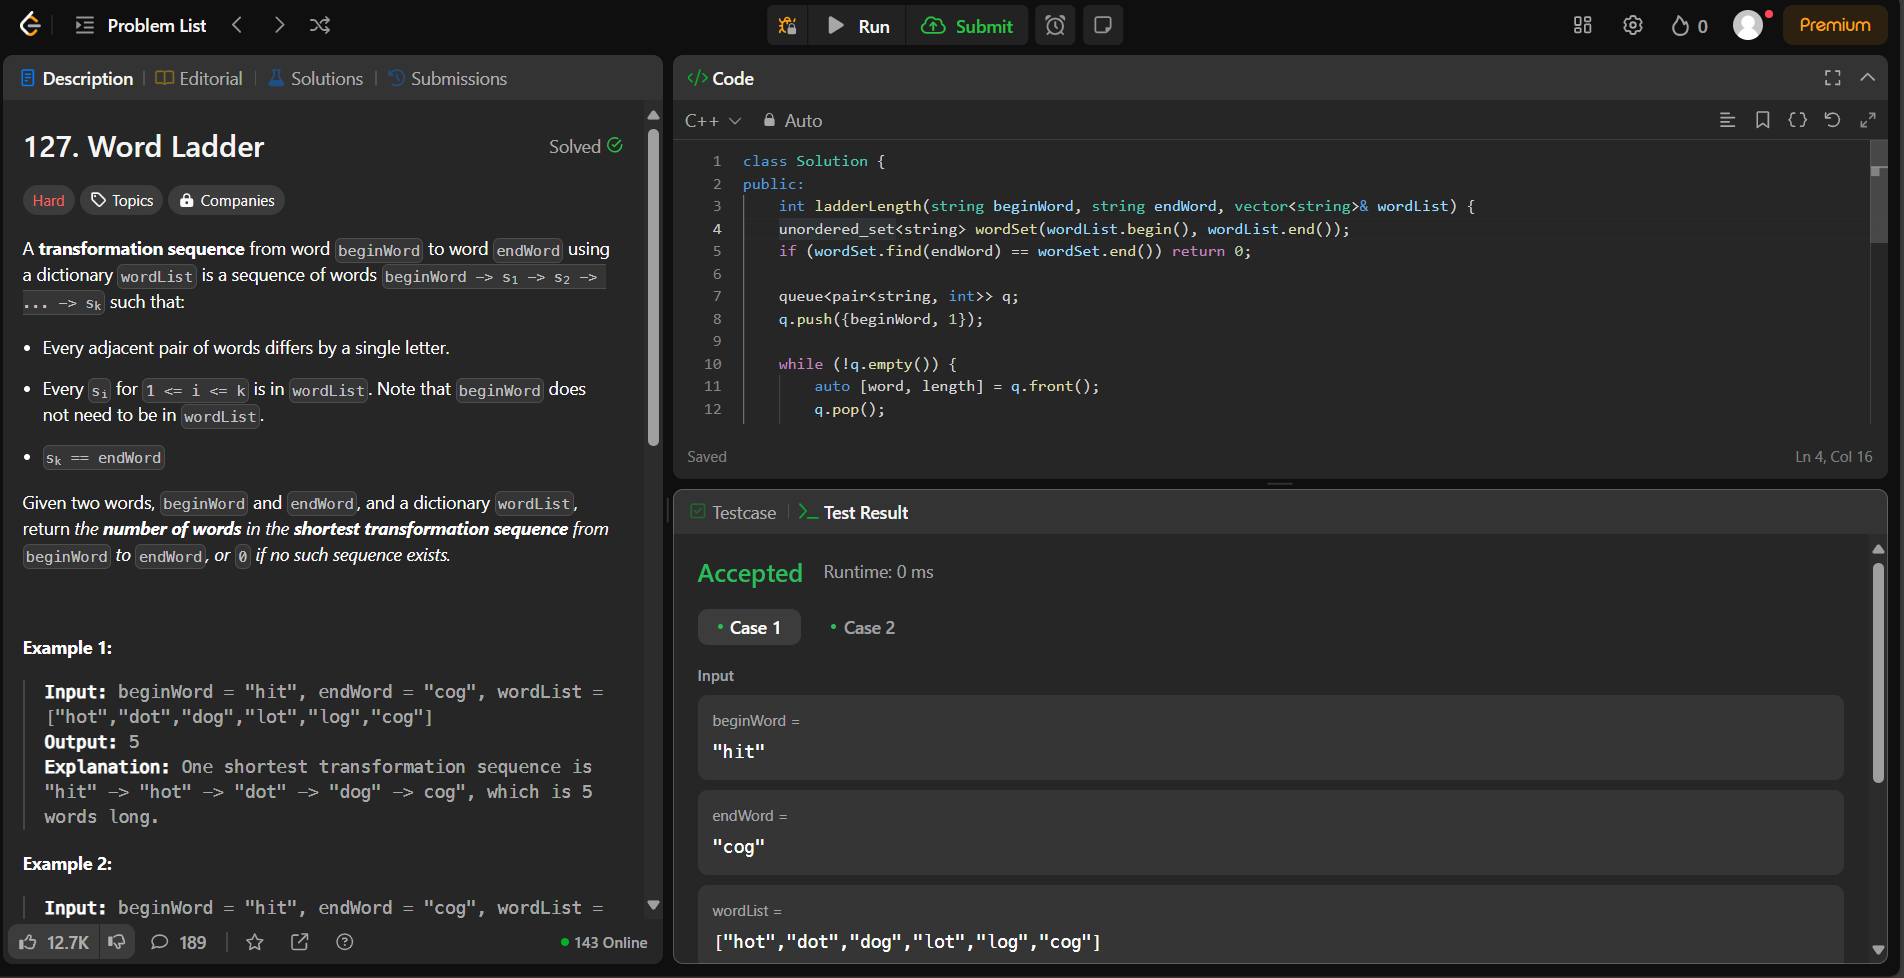 Problem List
Run
Submit
0
Premium
Description
Editorial
Solutions
Submissions
127. Word Ladder
Solved
Hard
Topics
Companies
A transformation sequence from word beginWord to word endWord using
a dictionary wordList is a sequence of words beginWord -> s1 -> s2 ->
... -> sk such that:
• Every adjacent pair of words differs by a single letter.
• Every si for 1 <= i <= k is in wordList. Note that beginWord does
not need to be in wordList.
• sk == endWord
Given two words, beginWord and endWord, and a dictionary wordList,
return the number of words in the shortest transformation sequence from
beginWord to endWord, or 0 if no such sequence exists.
Example 1:
Input: beginWord = "hit", endWord = "cog", wordList =
["hot","dot","dog","lot","log","cog"]
Output: 5
Explanation: One shortest transformation sequence is
"hit" -> "hot" -> "dot" -> "dog" -> cog", which is 5
words long.
Example 2:
Input: beginWord = "hit", endWord = "cog", wordList =
12.7K
189
143 Online
</> Code
C++
Auto
1 class Solution {
2 public:
3 int ladderLength(string beginWord, string endWord, vector<string>& wordList) {
4 unordered_set<string> wordSet(wordList.begin(), wordList.end());
5 if (wordSet.find(endWord) == wordSet.end()) return 0;
6
7 queue<pair<string, int>> q;
8 q.push({beginWord, 1});
9
10 while (!q.empty()) {
11 auto [word, length] = q.front();
12 q.pop();
Saved
Ln 4, Col 16
Testcase
>_ Test Result
Accepted
Runtime: 0 ms
• Case 1
• Case 2
Input
beginWord =
"hit"
endWord =
"cog"
wordList =
["hot","dot","dog","lot","log","cog"]